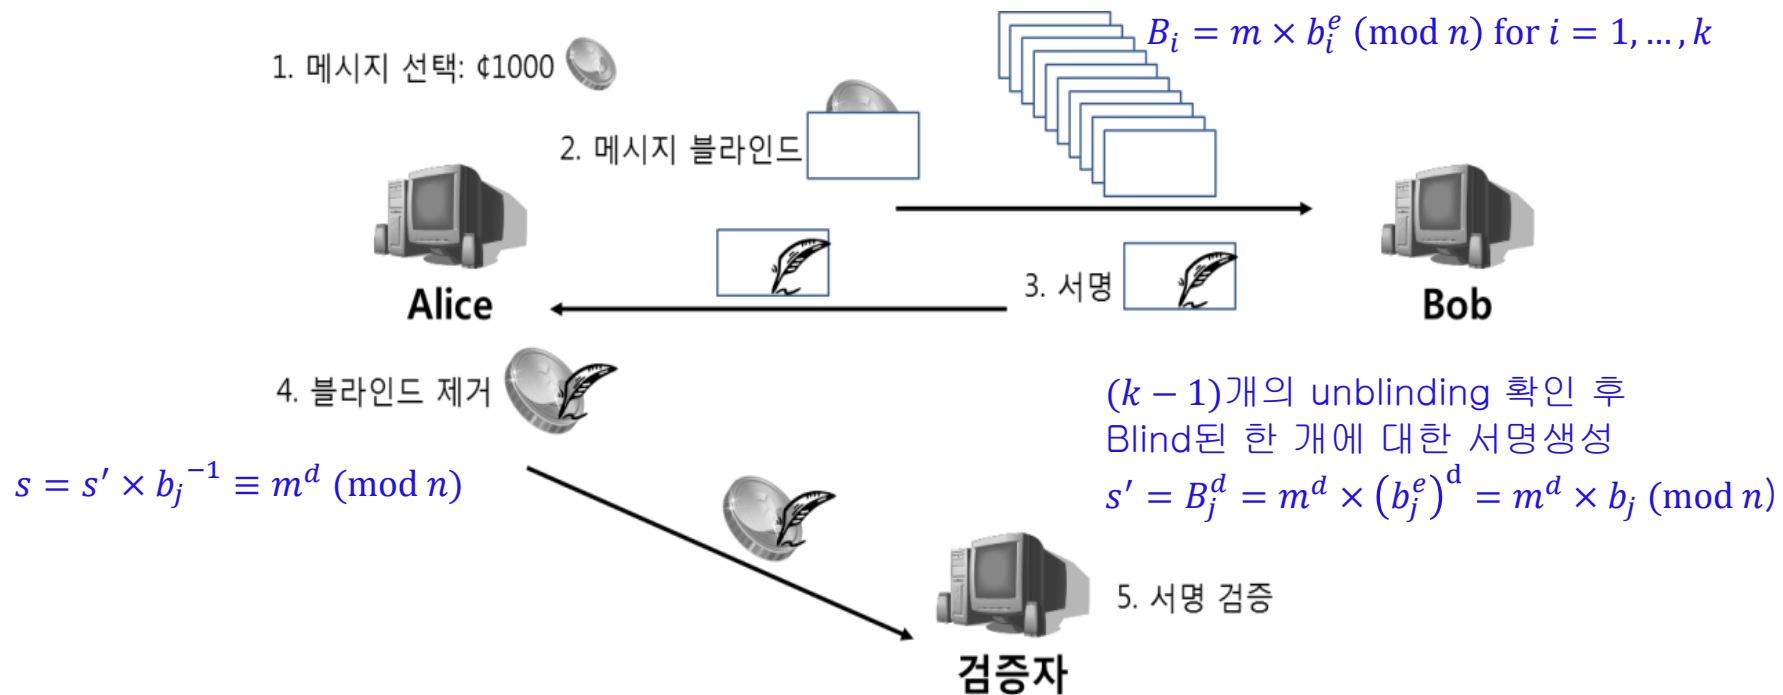 1. 메시지 선택: ¢1000
B_i = m × b_i^e (mod n) for i = 1, …, k
2. 메시지 블라인드
3. 서명
Alice
Bob
4. 블라인드 제거
(k − 1)개의 unblinding 확인 후
Blind된 한 개에 대한 서명생성
s = s′ × b_j^{−1} ≡ m^d (mod n)
s′ = B_j^d = m^d × (b_j^e)^d = m^d × b_j (mod n)
5. 서명 검증
검증자